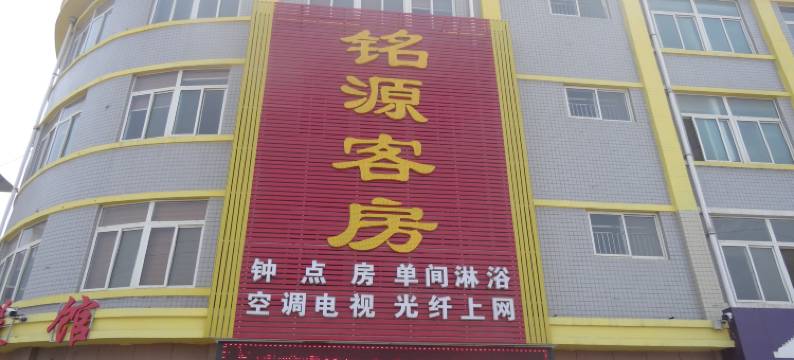 铭源客房
钟点房 单间淋浴
空调电视 光纤上网
馆